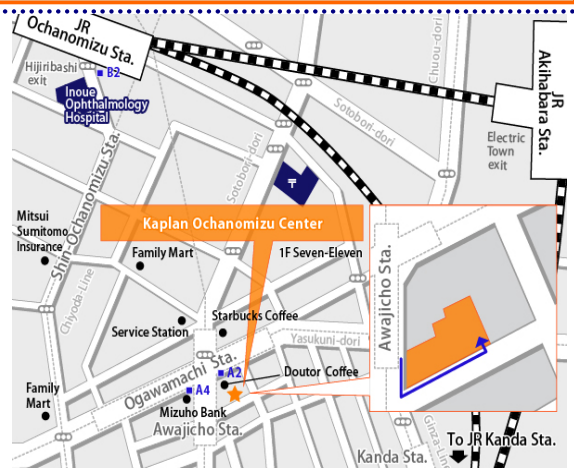 JR
Ochanomizu Sta.
Hijiribashi
exit
B2
Inoue
Ophthalmology
Hospital
Sotobori-dori
Chuou-dori
JR
Akihabara Sta.
Electric
Town
exit
Shin-Ochanomizu Sta.
Sotobori-dori
〒
Mitsui
Sumitomo
Insurance
Kaplan Ochanomizu Center
Family Mart
1F Seven-Eleven
Chiyoda-Line
Service Station
Starbucks Coffee
Yasukuni-dori
Awajicho Sta.
Ogawamachi Sta.
A2
Doutor Coffee
A4
Family
Mart
Mizuho Bank
Awajicho Sta.
Kanda Sta.
Ginza-Line
To JR Kanda Sta.